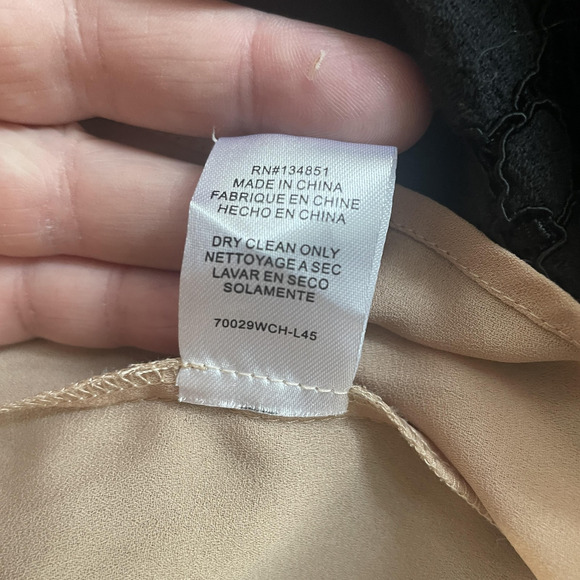 RN#134851
MADE IN CHINA
FABRIQUE EN CHINE
HECHO EN CHINA
DRY CLEAN ONLY
NETTOYAGE A SEC
LAVAR EN SECO
SOLAMENTE
70029WCH-L45